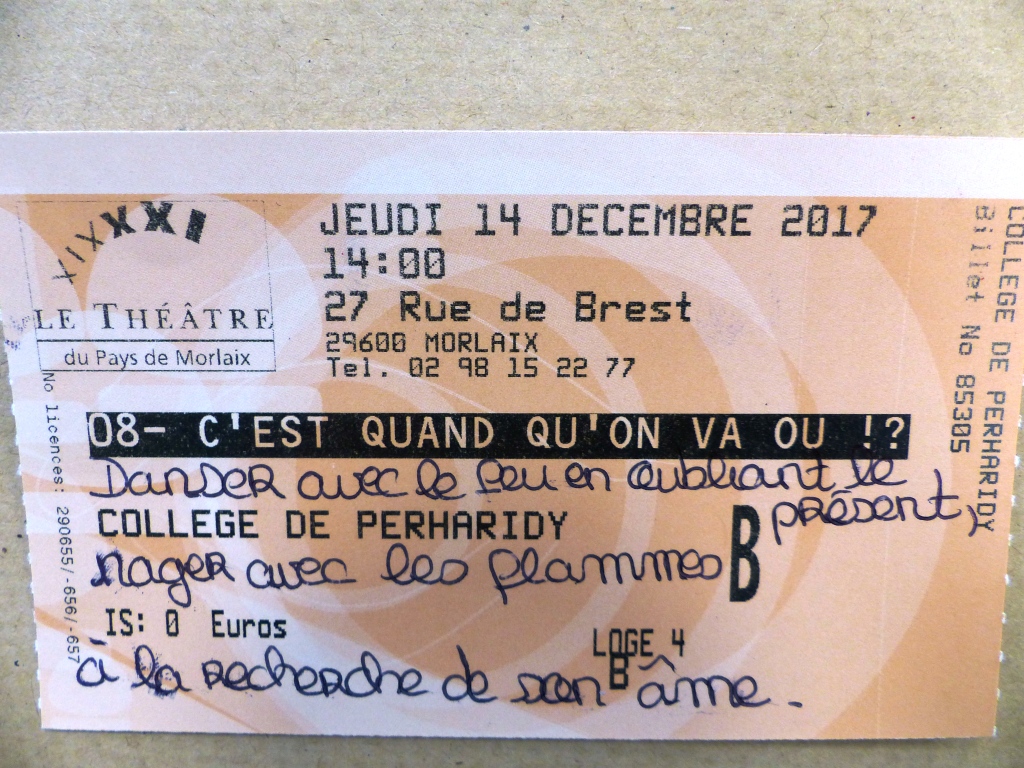 XIXXXI
LE THÉÂTRE
du Pays de Morlaix
JEUDI 14 DECEMBRE 2017
14:00
27 Rue de Brest
29600 MORLAIX
Tel. 02 98 15 22 77
08- C'EST QUAND QU'ON VA OU !?
Danser avec le feu en oubliant le
présent,
COLLEGE DE PERHARIDY
B
nager avec les flammes
IS: 0 Euros
LOGE 4
B
à la recherche de son âme.
No licences: 290655/-656/-657
COLLEGE DE PERHARIDY
Billet No 85305